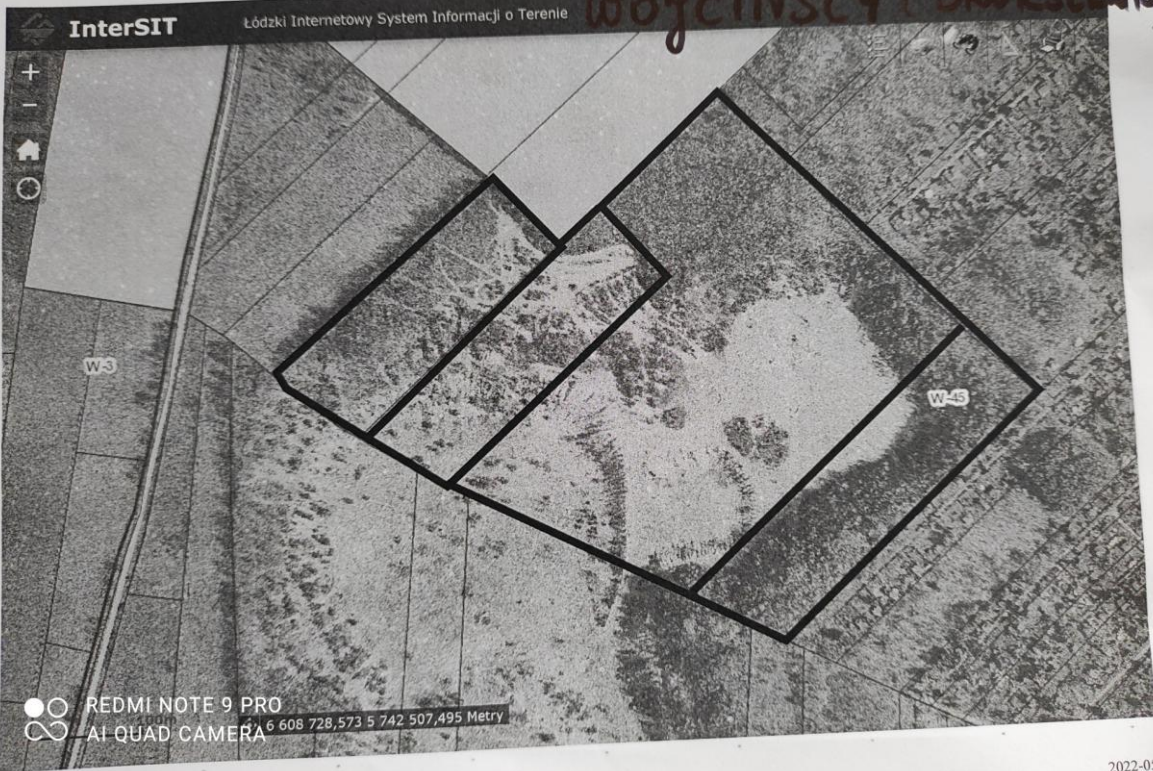 InterSIT
Łódzki Internetowy System Informacji o Terenie
WÓJCIŃSCY i
+
−
W-3
W-45
6 608 728,573 5 742 507,495 Metry
REDMI NOTE 9 PRO
AI QUAD CAMERA